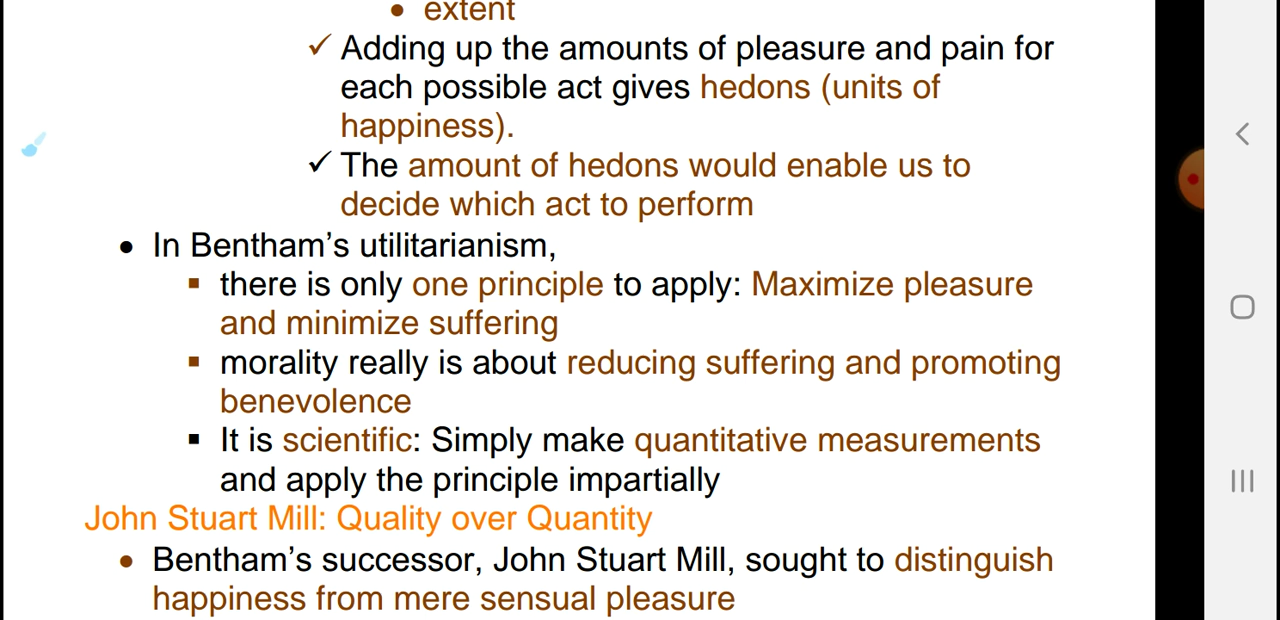 • extent
✓ Adding up the amounts of pleasure and pain for
each possible act gives hedons (units of
happiness).
✓ The amount of hedons would enable us to
decide which act to perform
• In Bentham’s utilitarianism,
▪ there is only one principle to apply: Maximize pleasure
and minimize suffering
▪ morality really is about reducing suffering and promoting
benevolence
▪ It is scientific: Simply make quantitative measurements
and apply the principle impartially
John Stuart Mill: Quality over Quantity
• Bentham’s successor, John Stuart Mill, sought to distinguish
happiness from mere sensual pleasure